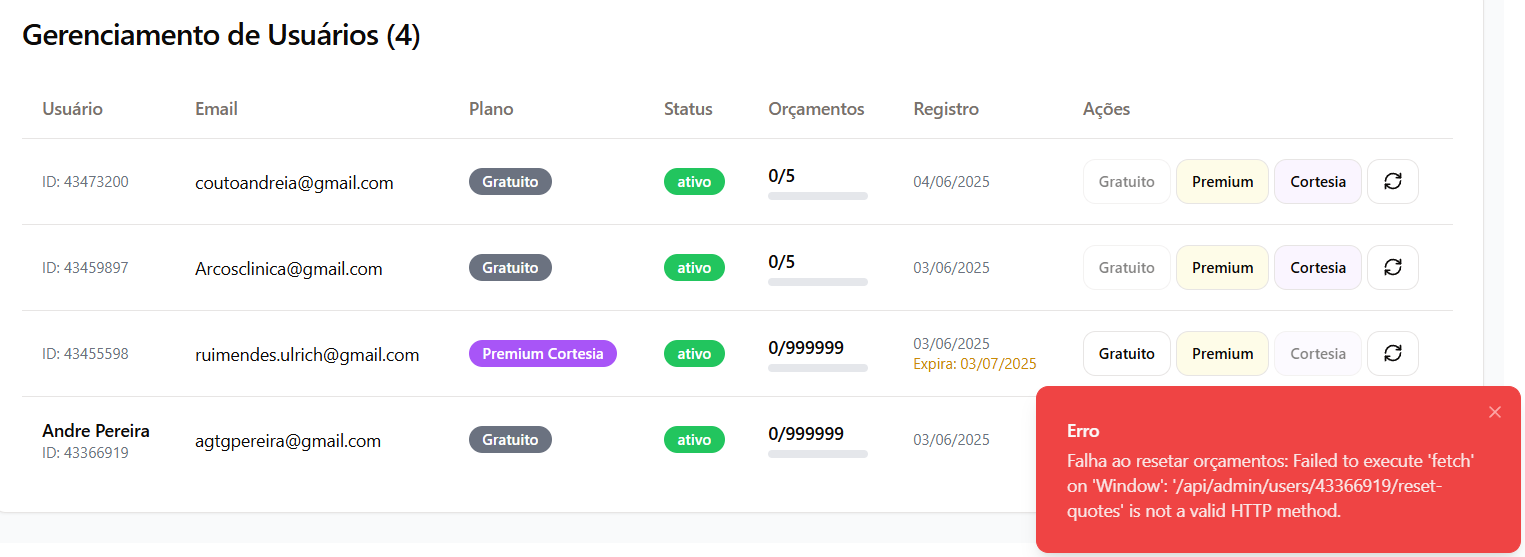 Gerenciamento de Usuários (4)
Usuário Email Plano Status Orçamentos Registro Ações
ID: 43473200 coutoandreia@gmail.com Gratuito ativo 0/5 04/06/2025 Gratuito Premium Cortesia
ID: 43459897 Arcosclinica@gmail.com Gratuito ativo 0/5 03/06/2025 Gratuito Premium Cortesia
ID: 43455598 ruimendes.ulrich@gmail.com Premium Cortesia ativo 0/999999 03/06/2025 Gratuito Premium Cortesia
Expira: 03/07/2025
Andre Pereira agtgpereira@gmail.com Gratuito ativo 0/999999 03/06/2025
ID: 43366919
Erro
Falha ao resetar orçamentos: Failed to execute 'fetch'
on 'Window': '/api/admin/users/43366919/reset-
quotes' is not a valid HTTP method.